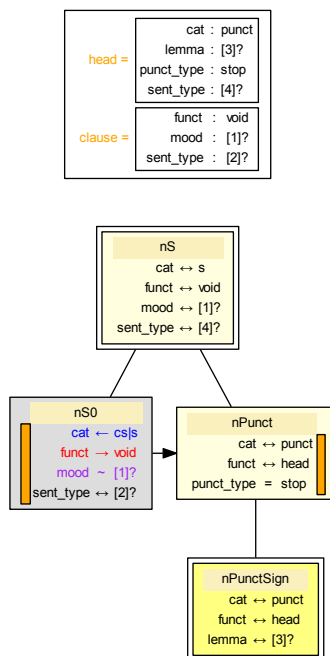 head =
cat : punct
lemma : [3]?
punct_type : stop
sent_type : [4]?
clause =
funct : void
mood : [1]?
sent_type : [2]?
nS
cat ↔ s
funct ↔ void
mood ↔ [1]?
sent_type ↔ [4]?
nS0
cat ← cs|s
funct → void
mood ~ [1]?
sent_type ↔ [2]?
nPunct
cat ↔ punct
funct ↔ head
punct_type = stop
nPunctSign
cat ↔ punct
funct ↔ head
lemma ↔ [3]?